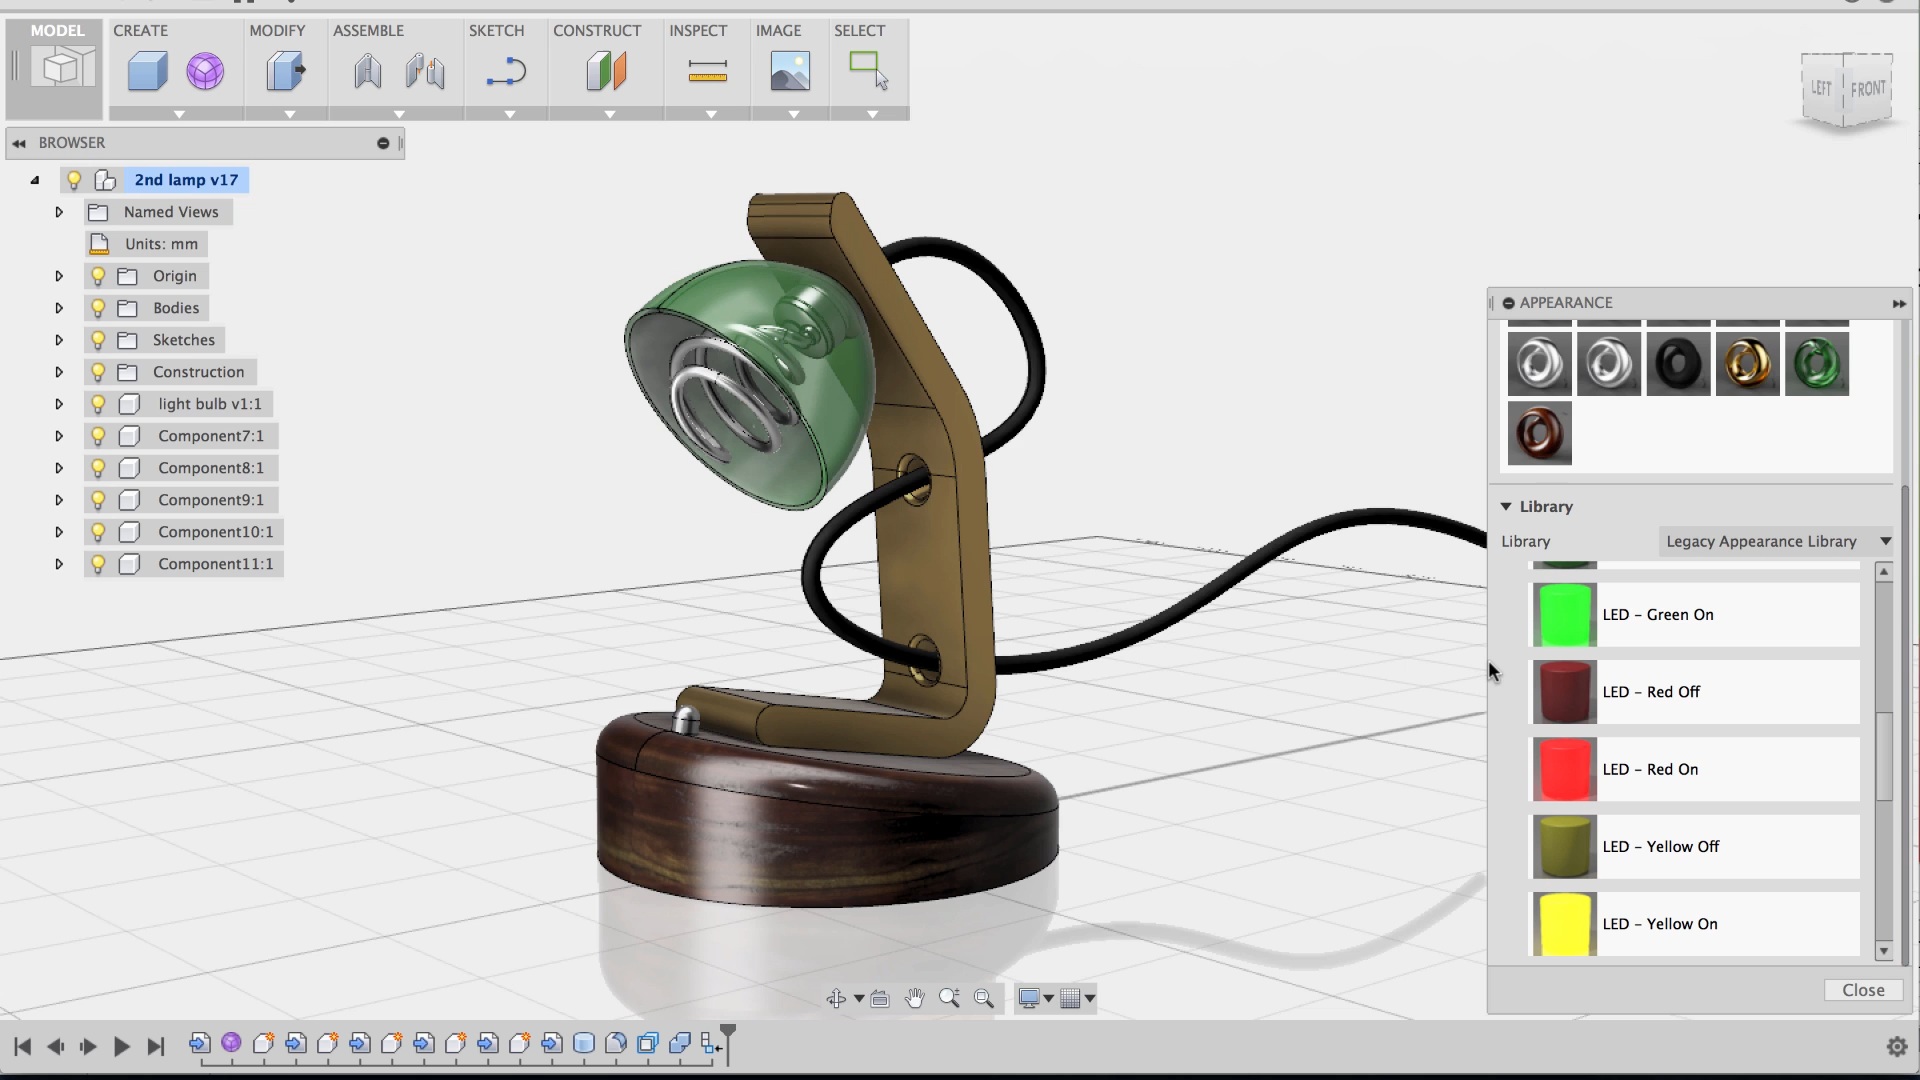 MODEL
CREATE
MODIFY
ASSEMBLE
SKETCH
CONSTRUCT
INSPECT
IMAGE
SELECT
LEFT
FRONT
BROWSER
2nd lamp v17
Named Views
Units: mm
Origin
Bodies
Sketches
Construction
light bulb v1:1
Component7:1
Component8:1
Component9:1
Component10:1
Component11:1
APPEARANCE
Library
Library
Legacy Appearance Library
LED - Green On
LED - Red Off
LED - Red On
LED - Yellow Off
LED - Yellow On
Close